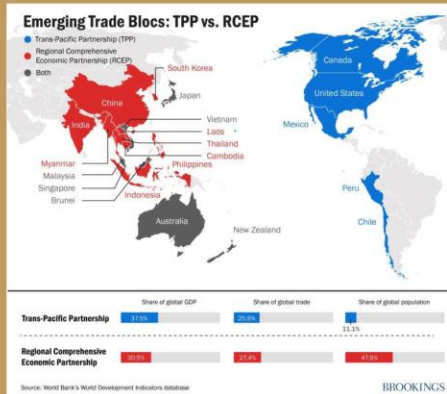 Emerging Trade Blocs: TPP vs. RCEP
Trans-Pacific Partnership (TPP)
Regional Comprehensive
Economic Partnership (RCEP)
Both
South Korea
Japan
China
India
Vietnam
Laos
Thailand
Cambodia
Philippines
Myanmar
Malaysia
Singapore
Brunei
Indonesia
Australia
New Zealand
Canada
United States
Mexico
Peru
Chile
Share of global GDP
Share of global trade
Share of global population
Trans-Pacific Partnership
37.5%
25.9%
11.1%
Regional Comprehensive
Economic Partnership
30.5%
27.4%
47.9%
Source: World Bank's World Development Indicators database
BROOKINGS